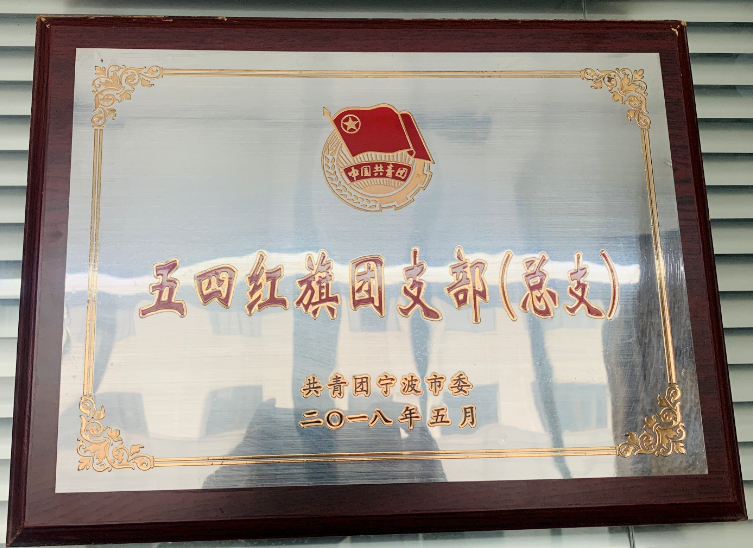 中国共青团
五四红旗团支部(总支)
共青团宁波市委
二〇一八年五月